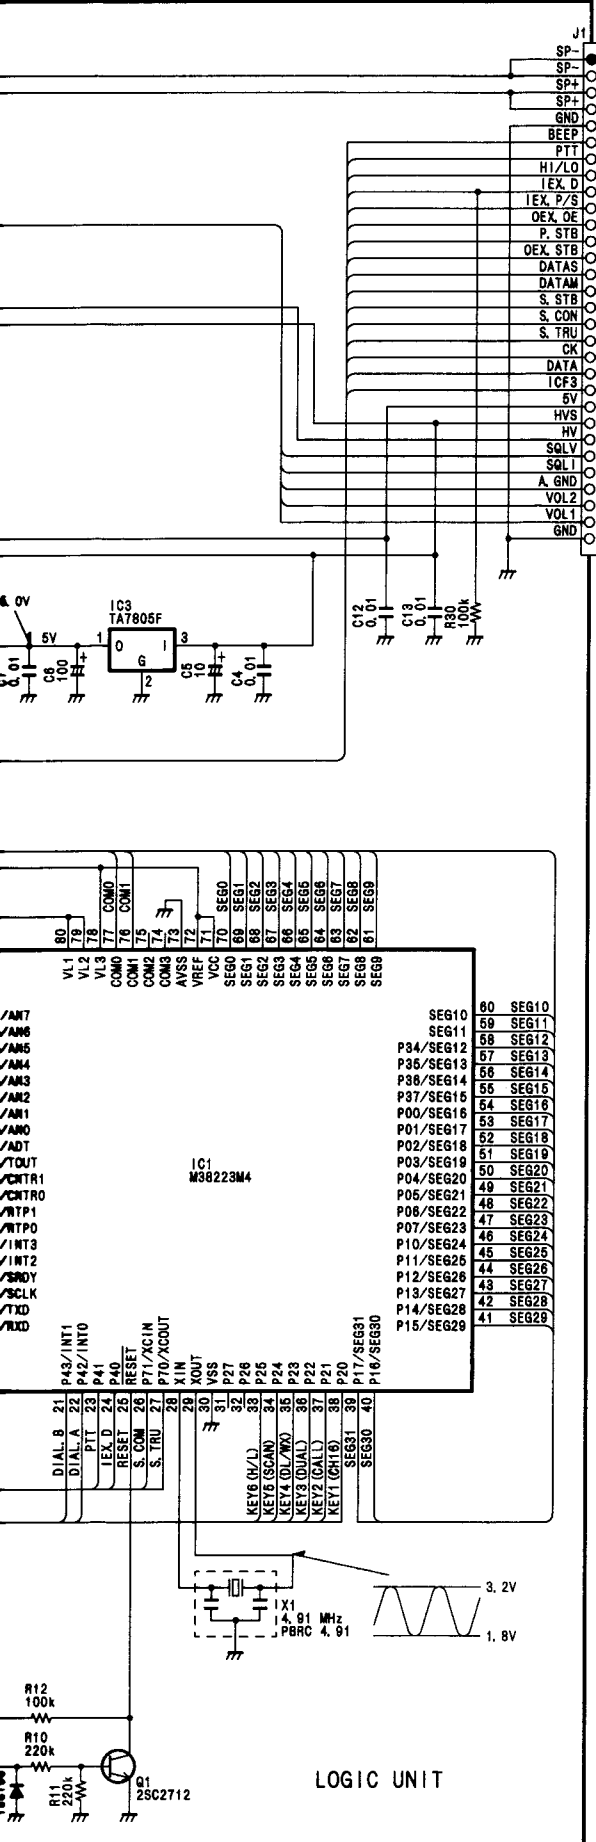 J1
SP-
SP-
SP+
SP+
GND
BEEP
PTT
HI/LO
IEX. D
IEX. P/S
OEX. OE
P. STB
OEX. STB
DATAS
DATAM
S. STB
S. CON
S. TRU
CK
DATA
ICF3
5V
HVS
HV
SQLV
SQLI
A. GND
VOL2
VOL1
GND
C12
0.01
C13
0.01
R30
100k
5V
IC3
TA7805F
1
O
I
3
G
2
0.01
C6
100
+
C5
10
+
C4
0.01
COM0
COM1
SEG0
SEG1
SEG2
SEG3
SEG4
SEG5
SEG6
SEG7
SEG8
SEG9
80
79
78
77
76
75
74
73
72
71
70
69
68
67
66
65
64
63
62
61
VL1
VL2
VL3
COM0
COM1
COM2
COM3
AVSS
VREF
VCC
SEG0
SEG1
SEG2
SEG3
SEG4
SEG5
SEG6
SEG7
SEG8
SEG9
/AN7
/AN6
/AN5
/AN4
/AN3
/AN2
/AN1
/AN0
/ADT
/TOUT
/CNTR1
/CNTR0
/RTP1
/RTP0
/INT3
/INT2
/SRDY
/SCLK
/TXD
/RXD
IC1
M38223M4
SEG10 60 SEG10
SEG11 59 SEG11
P34/SEG12 58 SEG12
P35/SEG13 57 SEG13
P36/SEG14 56 SEG14
P37/SEG15 55 SEG15
P00/SEG16 54 SEG16
P01/SEG17 53 SEG17
P02/SEG18 52 SEG18
P03/SEG19 51 SEG19
P04/SEG20 50 SEG20
P05/SEG21 49 SEG21
P06/SEG22 48 SEG22
P07/SEG23 47 SEG23
P10/SEG24 46 SEG24
P11/SEG25 45 SEG25
P12/SEG26 44 SEG26
P13/SEG27 43 SEG27
P14/SEG28 42 SEG28
P15/SEG29 41 SEG29
P43/INT1
P42/INT0
P41
P40
RESET
P71/XCIN
P70/XCOUT
XIN
XOUT
VSS
P27
P26
P25
P24
P23
P22
P21
P20
P17/SEG31
P16/SEG30
21
22
23
24
25
26
27
28
29
30
31
32
33
34
35
36
37
38
39
40
DIAL. B
DIAL. A
PTT
IEX. D
RESET
S. COM
S. TRU
KEY6 (H/L)
KEY5 (SCAN)
KEY4 (DL/WX)
KEY3 (DUAL)
KEY2 (CALL)
KEY1 (CH16)
SEG31
SEG30
X1
4. 91 MHz
PBRC 4. 91
3. 2V
1. 8V
R12
100k
R10
220k
R11
220k
Q1
2SC2712
LOGIC UNIT